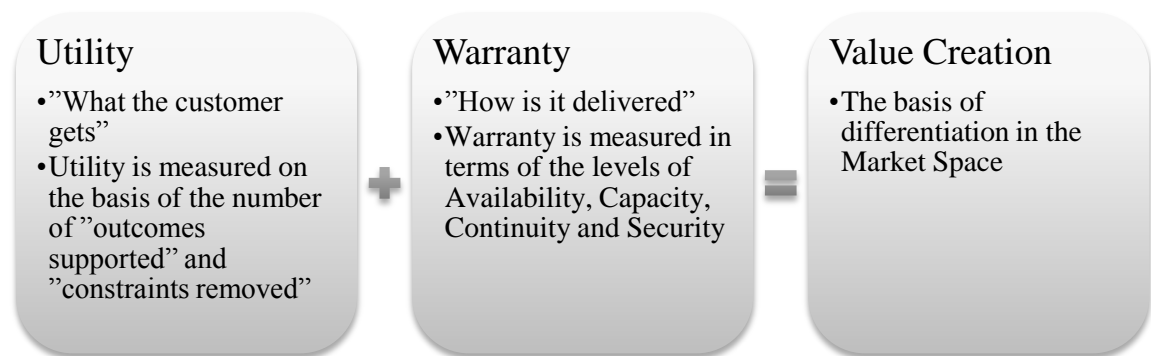 Utility
•”What the customer
gets”
•Utility is measured on
the basis of the number
of ”outcomes
supported” and
”constraints removed”
Warranty
•”How is it delivered”
•Warranty is measured in
terms of the levels of
Availability, Capacity,
Continuity and Security
Value Creation
•The basis of
differentiation in the
Market Space